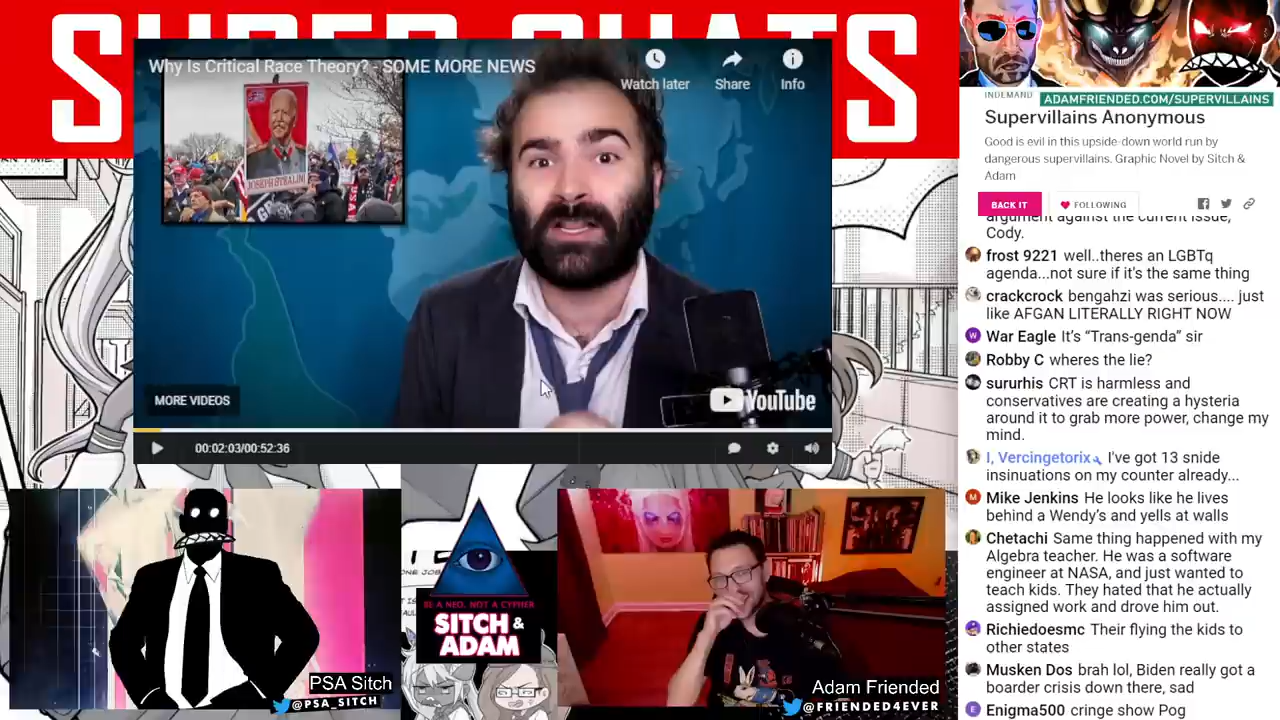 SUPER CHATS
Why Is Critical Race Theory? - SOME MORE NEWS
Watch later
Share
Info
JOSEPH STEALIN!
MORE VIDEOS
YouTube
00:02:03/00:52:36
PSA Sitch
@PSA_SITCH
BE A NEO, NOT A CYPHER
SITCH &
ADAM
Adam Friended
@FRIENDED4EVER
INDEMAND
ADAMFRIENDED.COM/SUPERVILLAINS
Supervillains Anonymous
Good is evil in this upside-down world run by
dangerous supervillains. Graphic Novel by Sitch &
Adam
BACK IT
FOLLOWING
argument against the current issue,
Cody.
frost 9221 well..theres an LGBTq
agenda...not sure if it's the same thing
crackcrock bengahzi was serious.... just
like AFGAN LITERALLY RIGHT NOW
War Eagle It's “Trans-genda” sir
Robby C wheres the lie?
sururhis CRT is harmless and
conservatives are creating a hysteria
around it to grab more power, change my
mind.
I, Vercingetorix I've got 13 snide
insinuations on my counter already...
Mike Jenkins He looks like he lives
behind a Wendy's and yells at walls
Chetachi Same thing happened with my
Algebra teacher. He was a software
engineer at NASA, and just wanted to
teach kids. They hated that he actually
assigned work and drove him out.
Richiedoesmc Their flying the kids to
other states
Musken Dos brah lol, Biden really got a
boarder crisis down there, sad
Enigma500 cringe show Pog